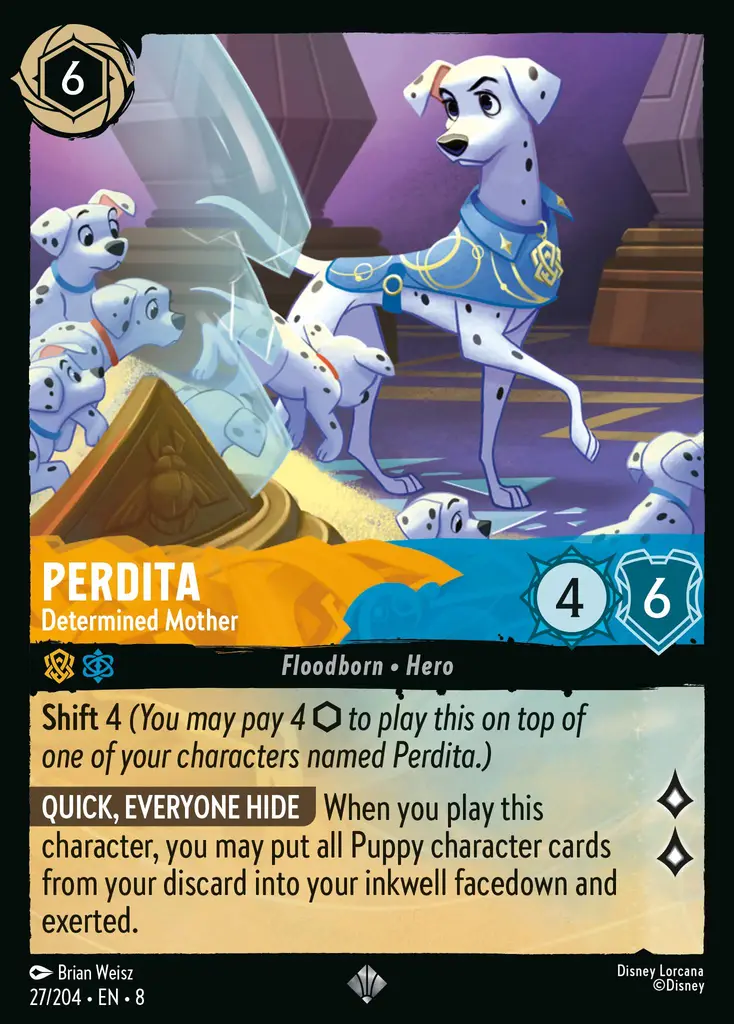 6
PERDITA
Determined Mother
4
6
Floodborn • Hero
Shift 4 (You may pay 4 ⬡ to play this on top of
one of your characters named Perdita.)
QUICK, EVERYONE HIDE When you play this
character, you may put all Puppy character cards
from your discard into your inkwell facedown and
exerted.
Brian Weisz
27/204 • EN • 8
Disney Lorcana
©Disney